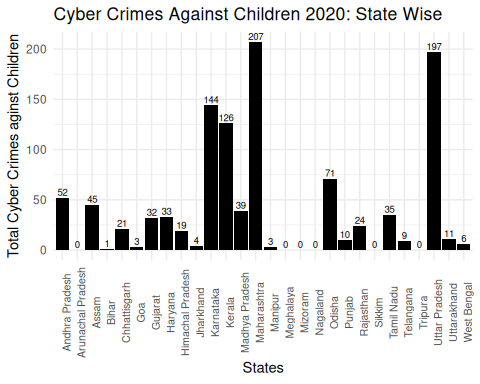 Cyber Crimes Against Children 2020: State Wise
Total Cyber Crimes against Children
200
150
100
50
0
52
0
45
1
21
3
32
33
19
4
144
126
39
207
3
0
0
0
71
10
24
0
35
9
0
197
11
6
Andhra Pradesh
Arunachal Pradesh
Assam
Bihar
Chhattisgarh
Goa
Gujarat
Haryana
Himachal Pradesh
Jharkhand
Karnataka
Kerala
Madhya Pradesh
Maharashtra
Manipur
Meghalaya
Mizoram
Nagaland
Odisha
Punjab
Rajasthan
Sikkim
Tamil Nadu
Telangana
Tripura
Uttar Pradesh
Uttarakhand
West Bengal
States